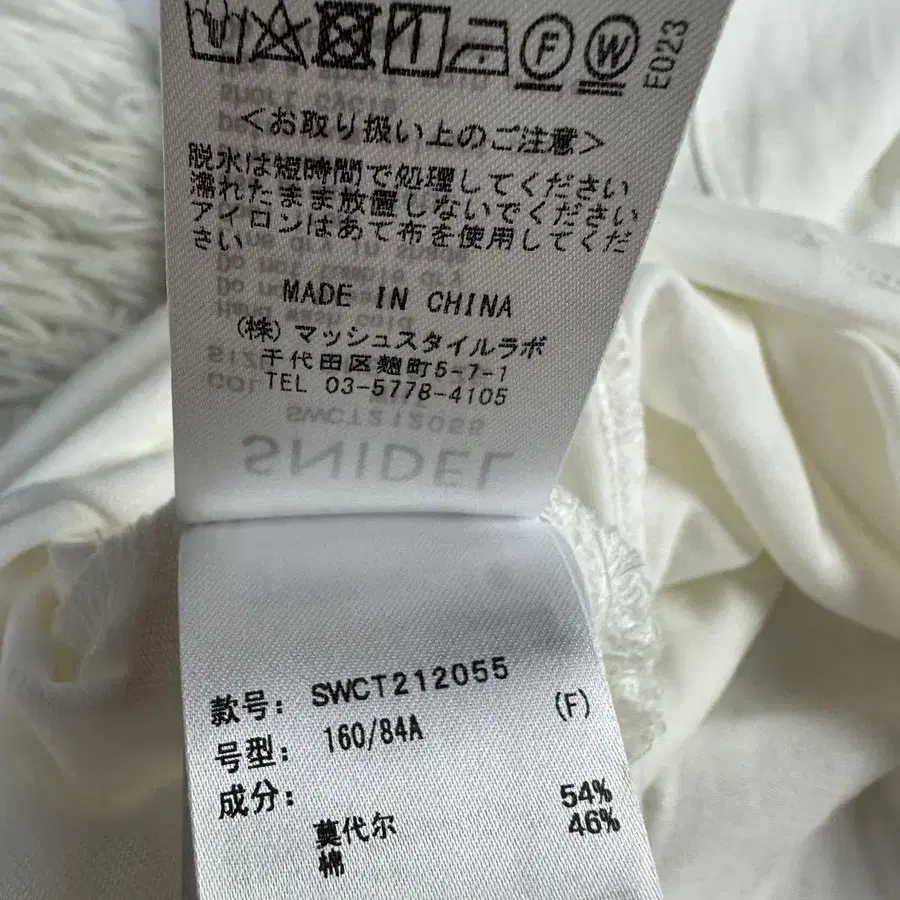 F W E023
<お取り扱い上のご注意>
脱水は短時間で処理してください
濡れたまま放置しないでください
アイロンはあて布を使用してくだ
さい
MADE IN CHINA
(株)マッシュスタイルラボ
千代田区麹町5-7-1
TEL 03-5778-4105
SWCT212055
SNIDEL
款号: SWCT212055
号型: 160/84A (F)
成分:
莫代尔 54%
棉 46%